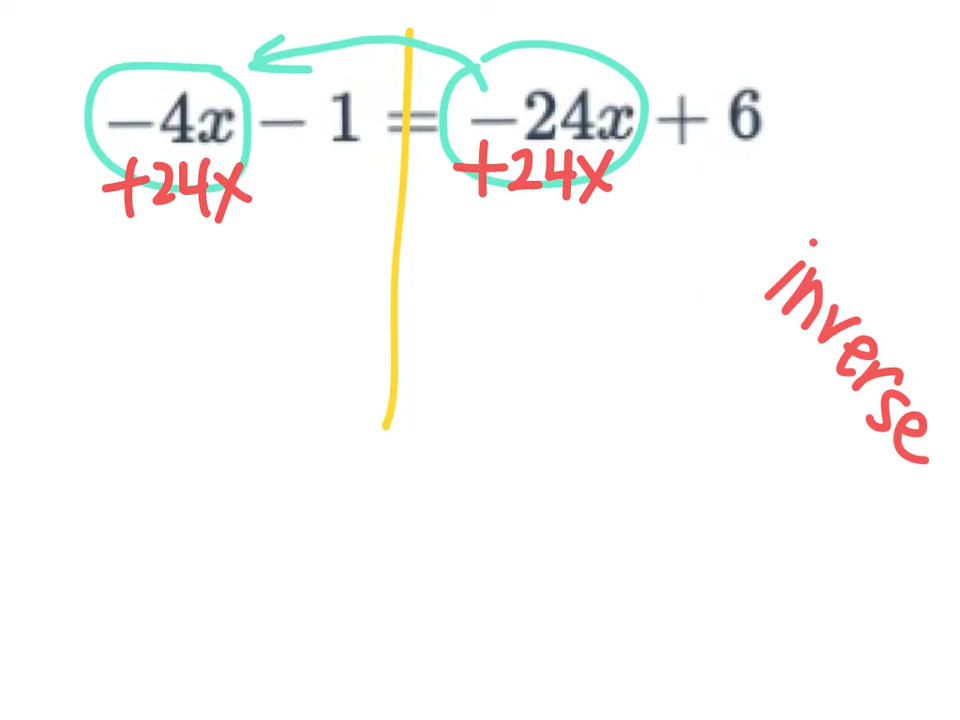 −4x − 1 = −24x + 6
+24x +24x
inverse